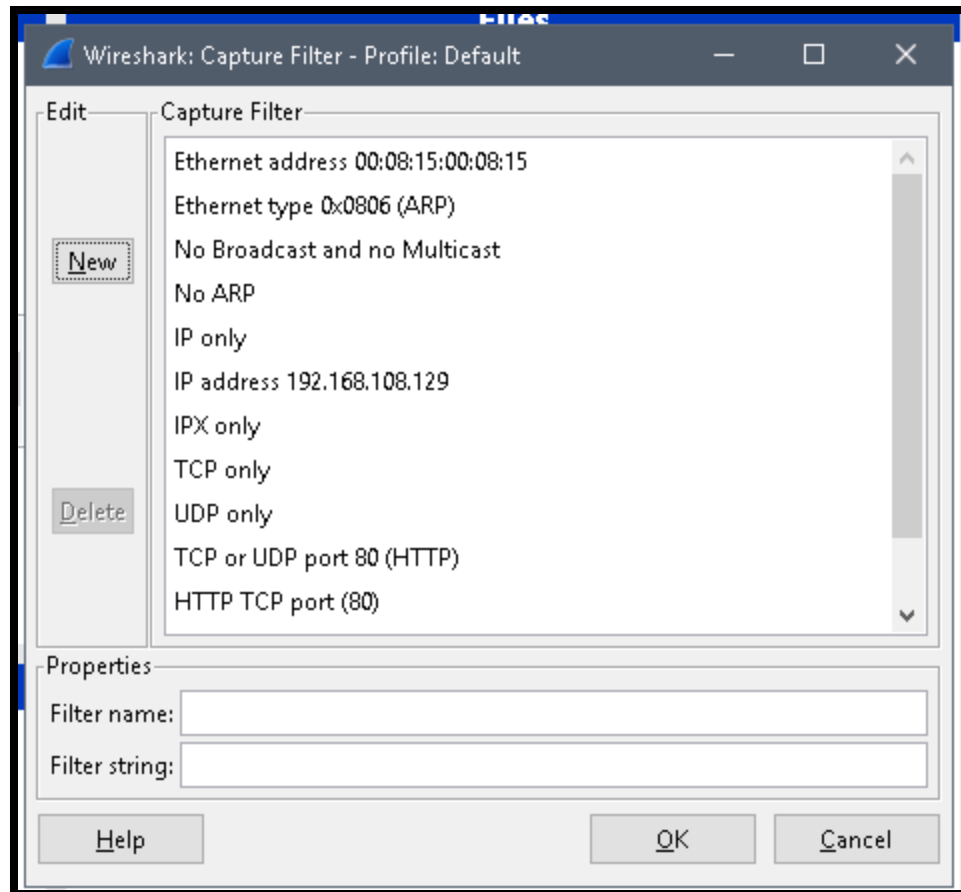 Files
Wireshark: Capture Filter - Profile: Default
Edit
Capture Filter
Ethernet address 00:08:15:00:08:15
Ethernet type 0x0806 (ARP)
No Broadcast and no Multicast
New
No ARP
IP only
IP address 192.168.108.129
IPX only
TCP only
Delete
UDP only
TCP or UDP port 80 (HTTP)
HTTP TCP port (80)
Properties
Filter name:
Filter string:
Help
OK
Cancel